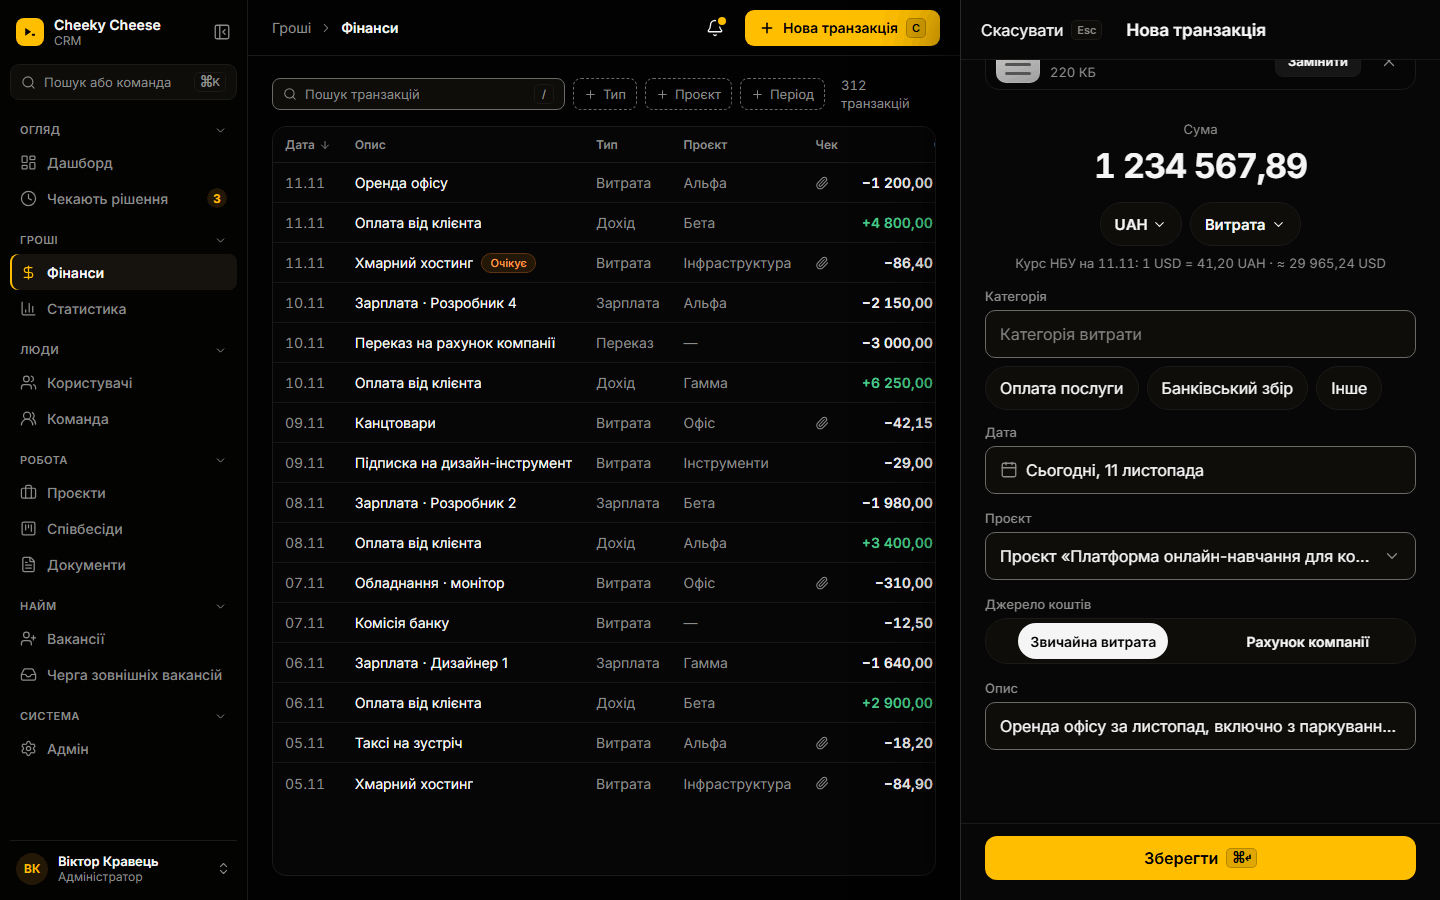 Cheeky Cheese
CRM
Пошук або команда ⌘K
ОГЛЯД
Дашборд
Чекають рішення 3
ГРОШІ
Фінанси
Статистика
ЛЮДИ
Користувачі
Команда
РОБОТА
Проєкти
Співбесіди
Документи
НАЙМ
Вакансії
Черга зовнішніх вакансій
СИСТЕМА
Адмін
ВК Віктор Кравець
Адміністратор
Гроші Фінанси
+ Нова транзакція C
Пошук транзакцій /
+ Тип
+ Проєкт
+ Період
312 транзакцій
Дата ↓ Опис Тип Проєкт Чек
11.11 Оренда офісу Витрата Альфа −1 200,00
11.11 Оплата від клієнта Дохід Бета +4 800,00
11.11 Хмарний хостинг Очікує Витрата Інфраструктура −86,40
10.11 Зарплата · Розробник 4 Зарплата Альфа −2 150,00
10.11 Переказ на рахунок компанії Переказ — −3 000,00
10.11 Оплата від клієнта Дохід Гамма +6 250,00
09.11 Канцтовари Витрата Офіс −42,15
09.11 Підписка на дизайн-інструмент Витрата Інструменти −29,00
08.11 Зарплата · Розробник 2 Зарплата Бета −1 980,00
08.11 Оплата від клієнта Дохід Альфа +3 400,00
07.11 Обладнання · монітор Витрата Офіс −310,00
07.11 Комісія банку Витрата — −12,50
06.11 Зарплата · Дизайнер 1 Зарплата Гамма −1 640,00
06.11 Оплата від клієнта Дохід Бета +2 900,00
05.11 Таксі на зустріч Витрата Альфа −18,20
05.11 Хмарний хостинг Витрата Інфраструктура −84,90
Скасувати Esc Нова транзакція
220 КБ
Замінити
Сума
1 234 567,89
UAH Витрата
Курс НБУ на 11.11: 1 USD = 41,20 UAH · ≈ 29 965,24 USD
Категорія
Категорія витрати
Оплата послуги Банківський збір Інше
Дата
Сьогодні, 11 листопада
Проєкт
Проєкт «Платформа онлайн-навчання для ко...
Джерело коштів
Звичайна витрата Рахунок компанії
Опис
Оренда офісу за листопад, включно з паркуванн...
Зберегти ⌘↵